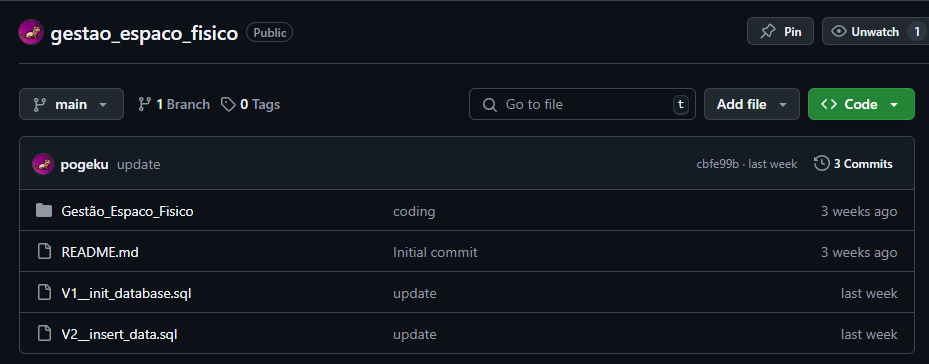 gestao_espaco_fisico Public Pin Unwatch 1
main 1 Branch 0 Tags Go to file t Add file Code
pogeku update cbfe99b · last week 3 Commits
Gestão_Espaco_Fisico coding 3 weeks ago
README.md Initial commit 3 weeks ago
V1__init_database.sql update last week
V2__insert_data.sql update last week